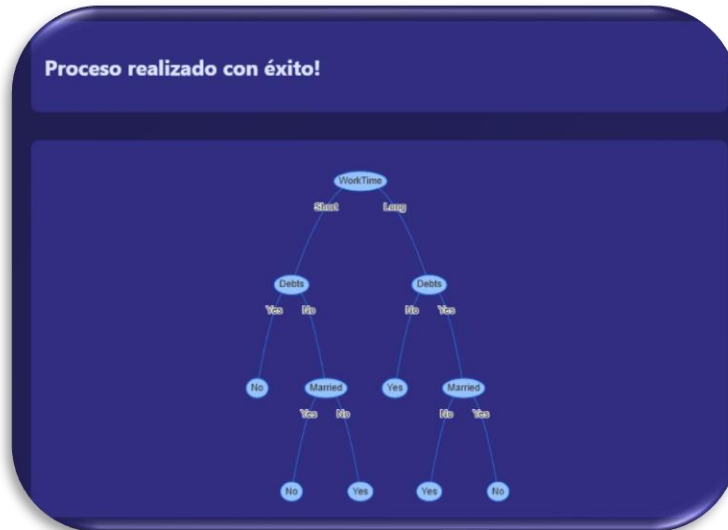 Proceso realizado con éxito!
WorkTime
Short Long
Debts Debts
Yes No No Yes
No Married Yes Married
Yes No No Yes
No Yes Yes No